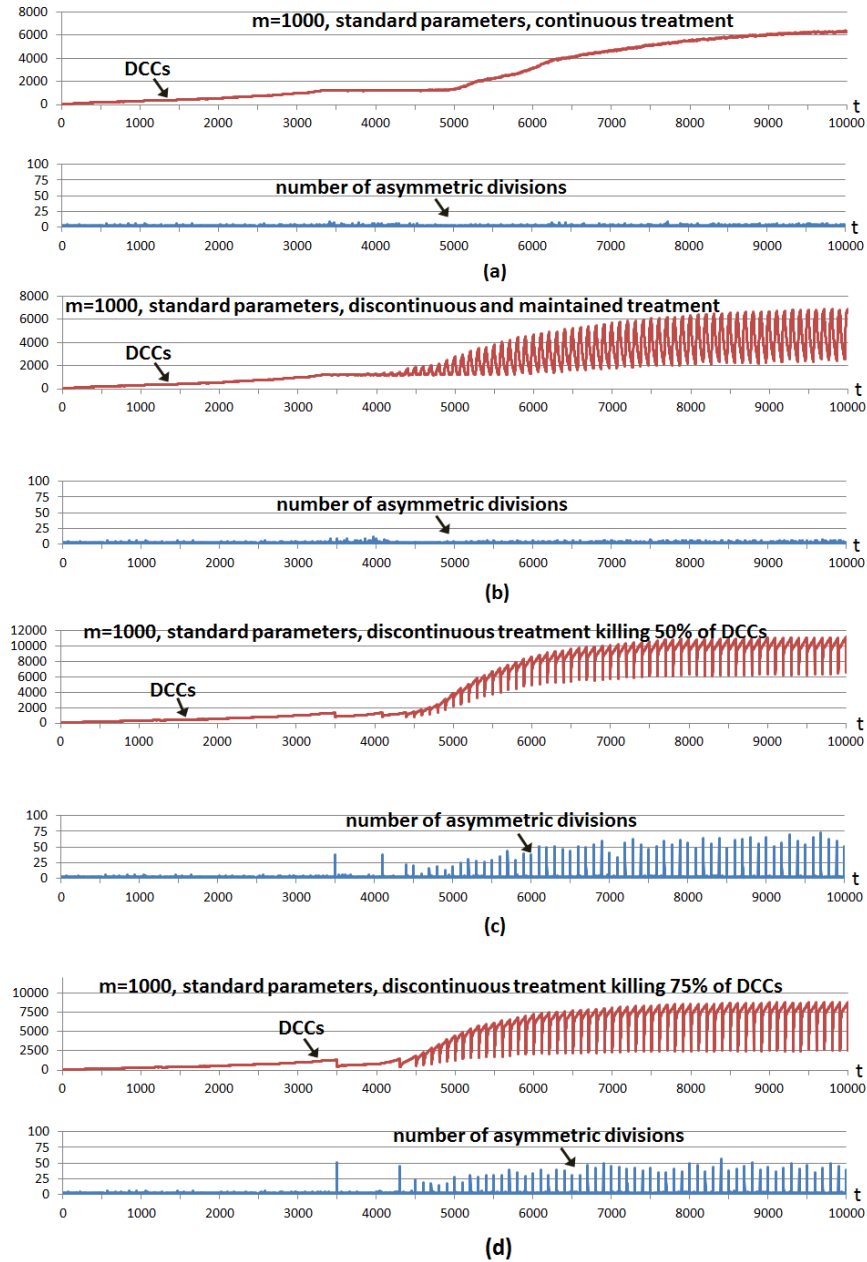 m=1000, standard parameters, continuous treatment
8000
6000
4000
2000
0
DCCs
0 1000 2000 3000 4000 5000 6000 7000 8000 9000 10000 t
100
75
50
25
0
number of asymmetric divisions
0 1000 2000 3000 4000 5000 6000 7000 8000 9000 10000 t
(a)
m=1000, standard parameters, discontinuous and maintained treatment
8000
6000
4000
2000
0
DCCs
0 1000 2000 3000 4000 5000 6000 7000 8000 9000 10000 t
100
75
50
25
0
number of asymmetric divisions
0 1000 2000 3000 4000 5000 6000 7000 8000 9000 10000 t
(b)
m=1000, standard parameters, discontinuous treatment killing 50% of DCCs
12000
10000
8000
6000
4000
2000
0
DCCs
0 1000 2000 3000 4000 5000 6000 7000 8000 9000 10000 t
100
75
50
25
0
number of asymmetric divisions
0 1000 2000 3000 4000 5000 6000 7000 8000 9000 10000 t
(c)
m=1000, standard parameters, discontinuous treatment killing 75% of DCCs
10000
7500
5000
2500
0
DCCs
0 1000 2000 3000 4000 5000 6000 7000 8000 9000 10000 t
100
75
50
25
0
number of asymmetric divisions
0 1000 2000 3000 4000 5000 6000 7000 8000 9000 10000 t
(d)